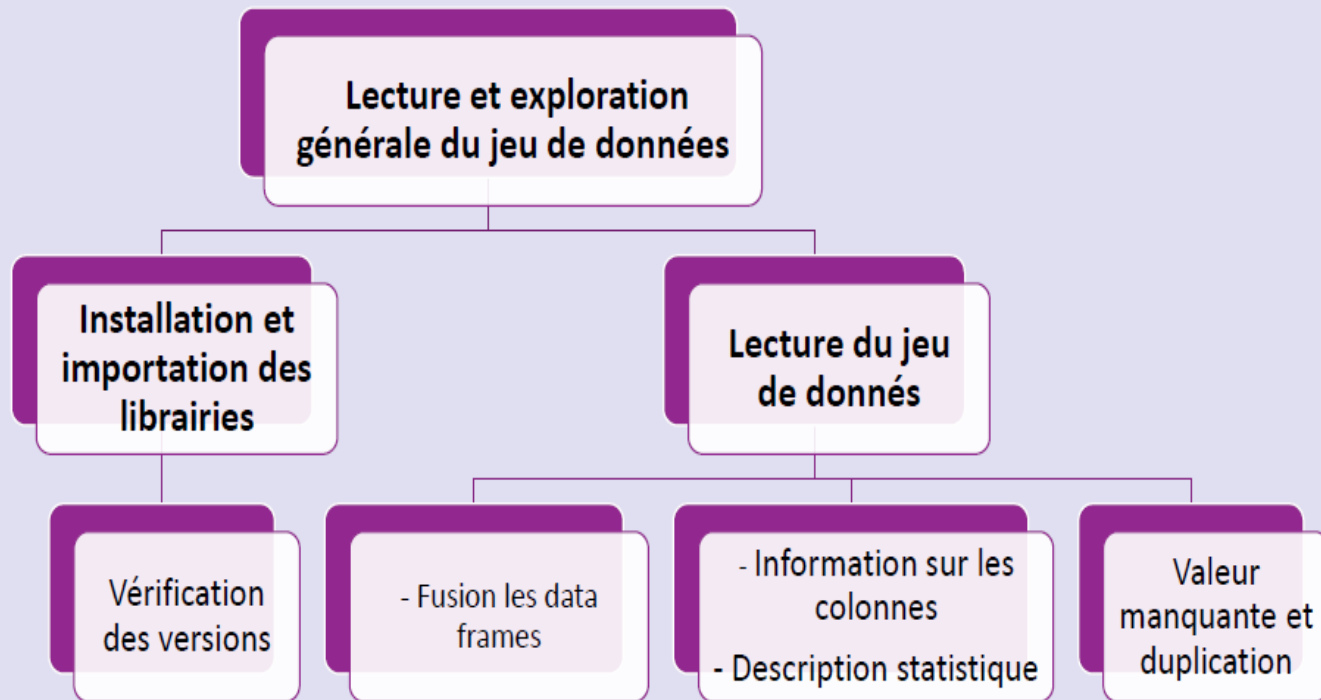 Lecture et exploration
générale du jeu de données
Installation et
importation des
librairies
Lecture du jeu
de donnés
Vérification
des versions
- Fusion les data
frames
- Information sur les
colonnes
- Description statistique
Valeur
manquante et
duplication